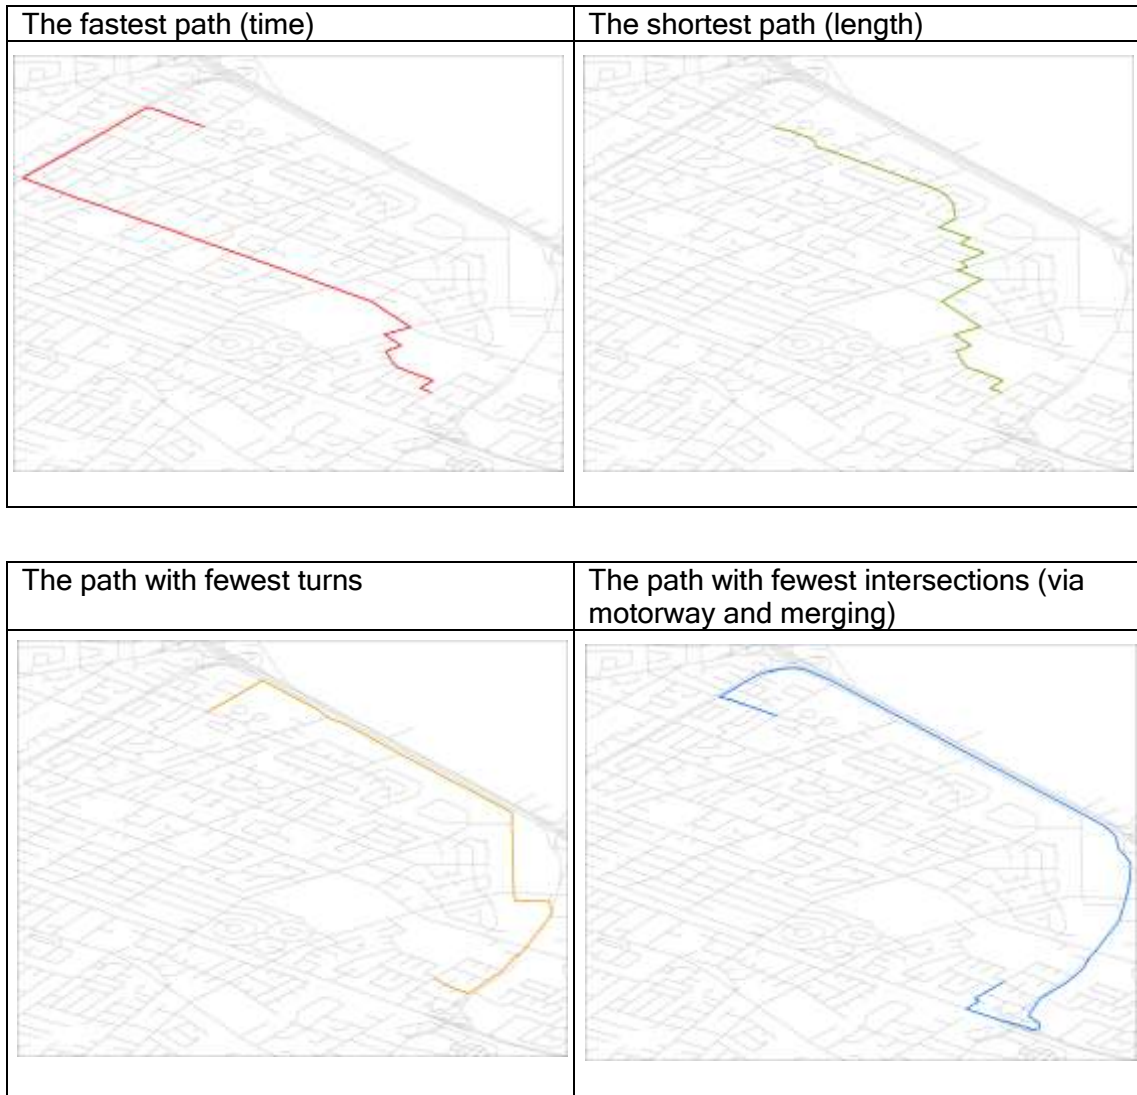 The fastest path (time)
The shortest path (length)
The path with fewest turns
The path with fewest intersections (via
motorway and merging)